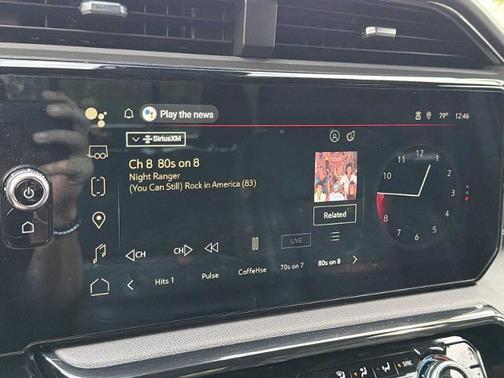 Play the news
79° 12:46
SiriusXM
Ch 8 80s on 8
Night Ranger
(You Can Still) Rock in America (83)
Related
12
1
2
3
4
5
6
7
8
9
10
11
CH CH LIVE
Hits 1 Pulse CoffeHse 70s on 7 80s on 8
SYNC